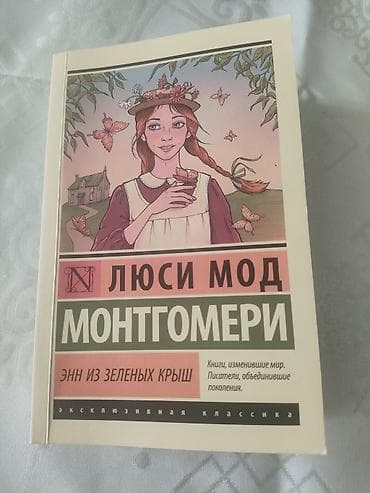 ЛЮСИ МОД
МОНТГОМЕРИ
ЭНН ИЗ ЗЕЛЕНЫХ КРЫШ
Книги, изменившие мир.
Писатели, объединившие
поколения.
эксклюзивная классика